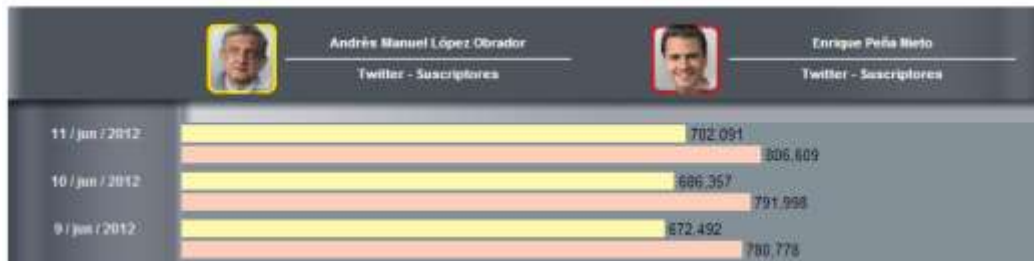 Andrés Manuel López Obrador
Twitter - Suscriptores
Enrique Peña Nieto
Twitter - Suscriptores
11 / jun / 2012
702,091
806,609
10 / jun / 2012
686,357
791,998
9 / jun / 2012
672,492
780,778